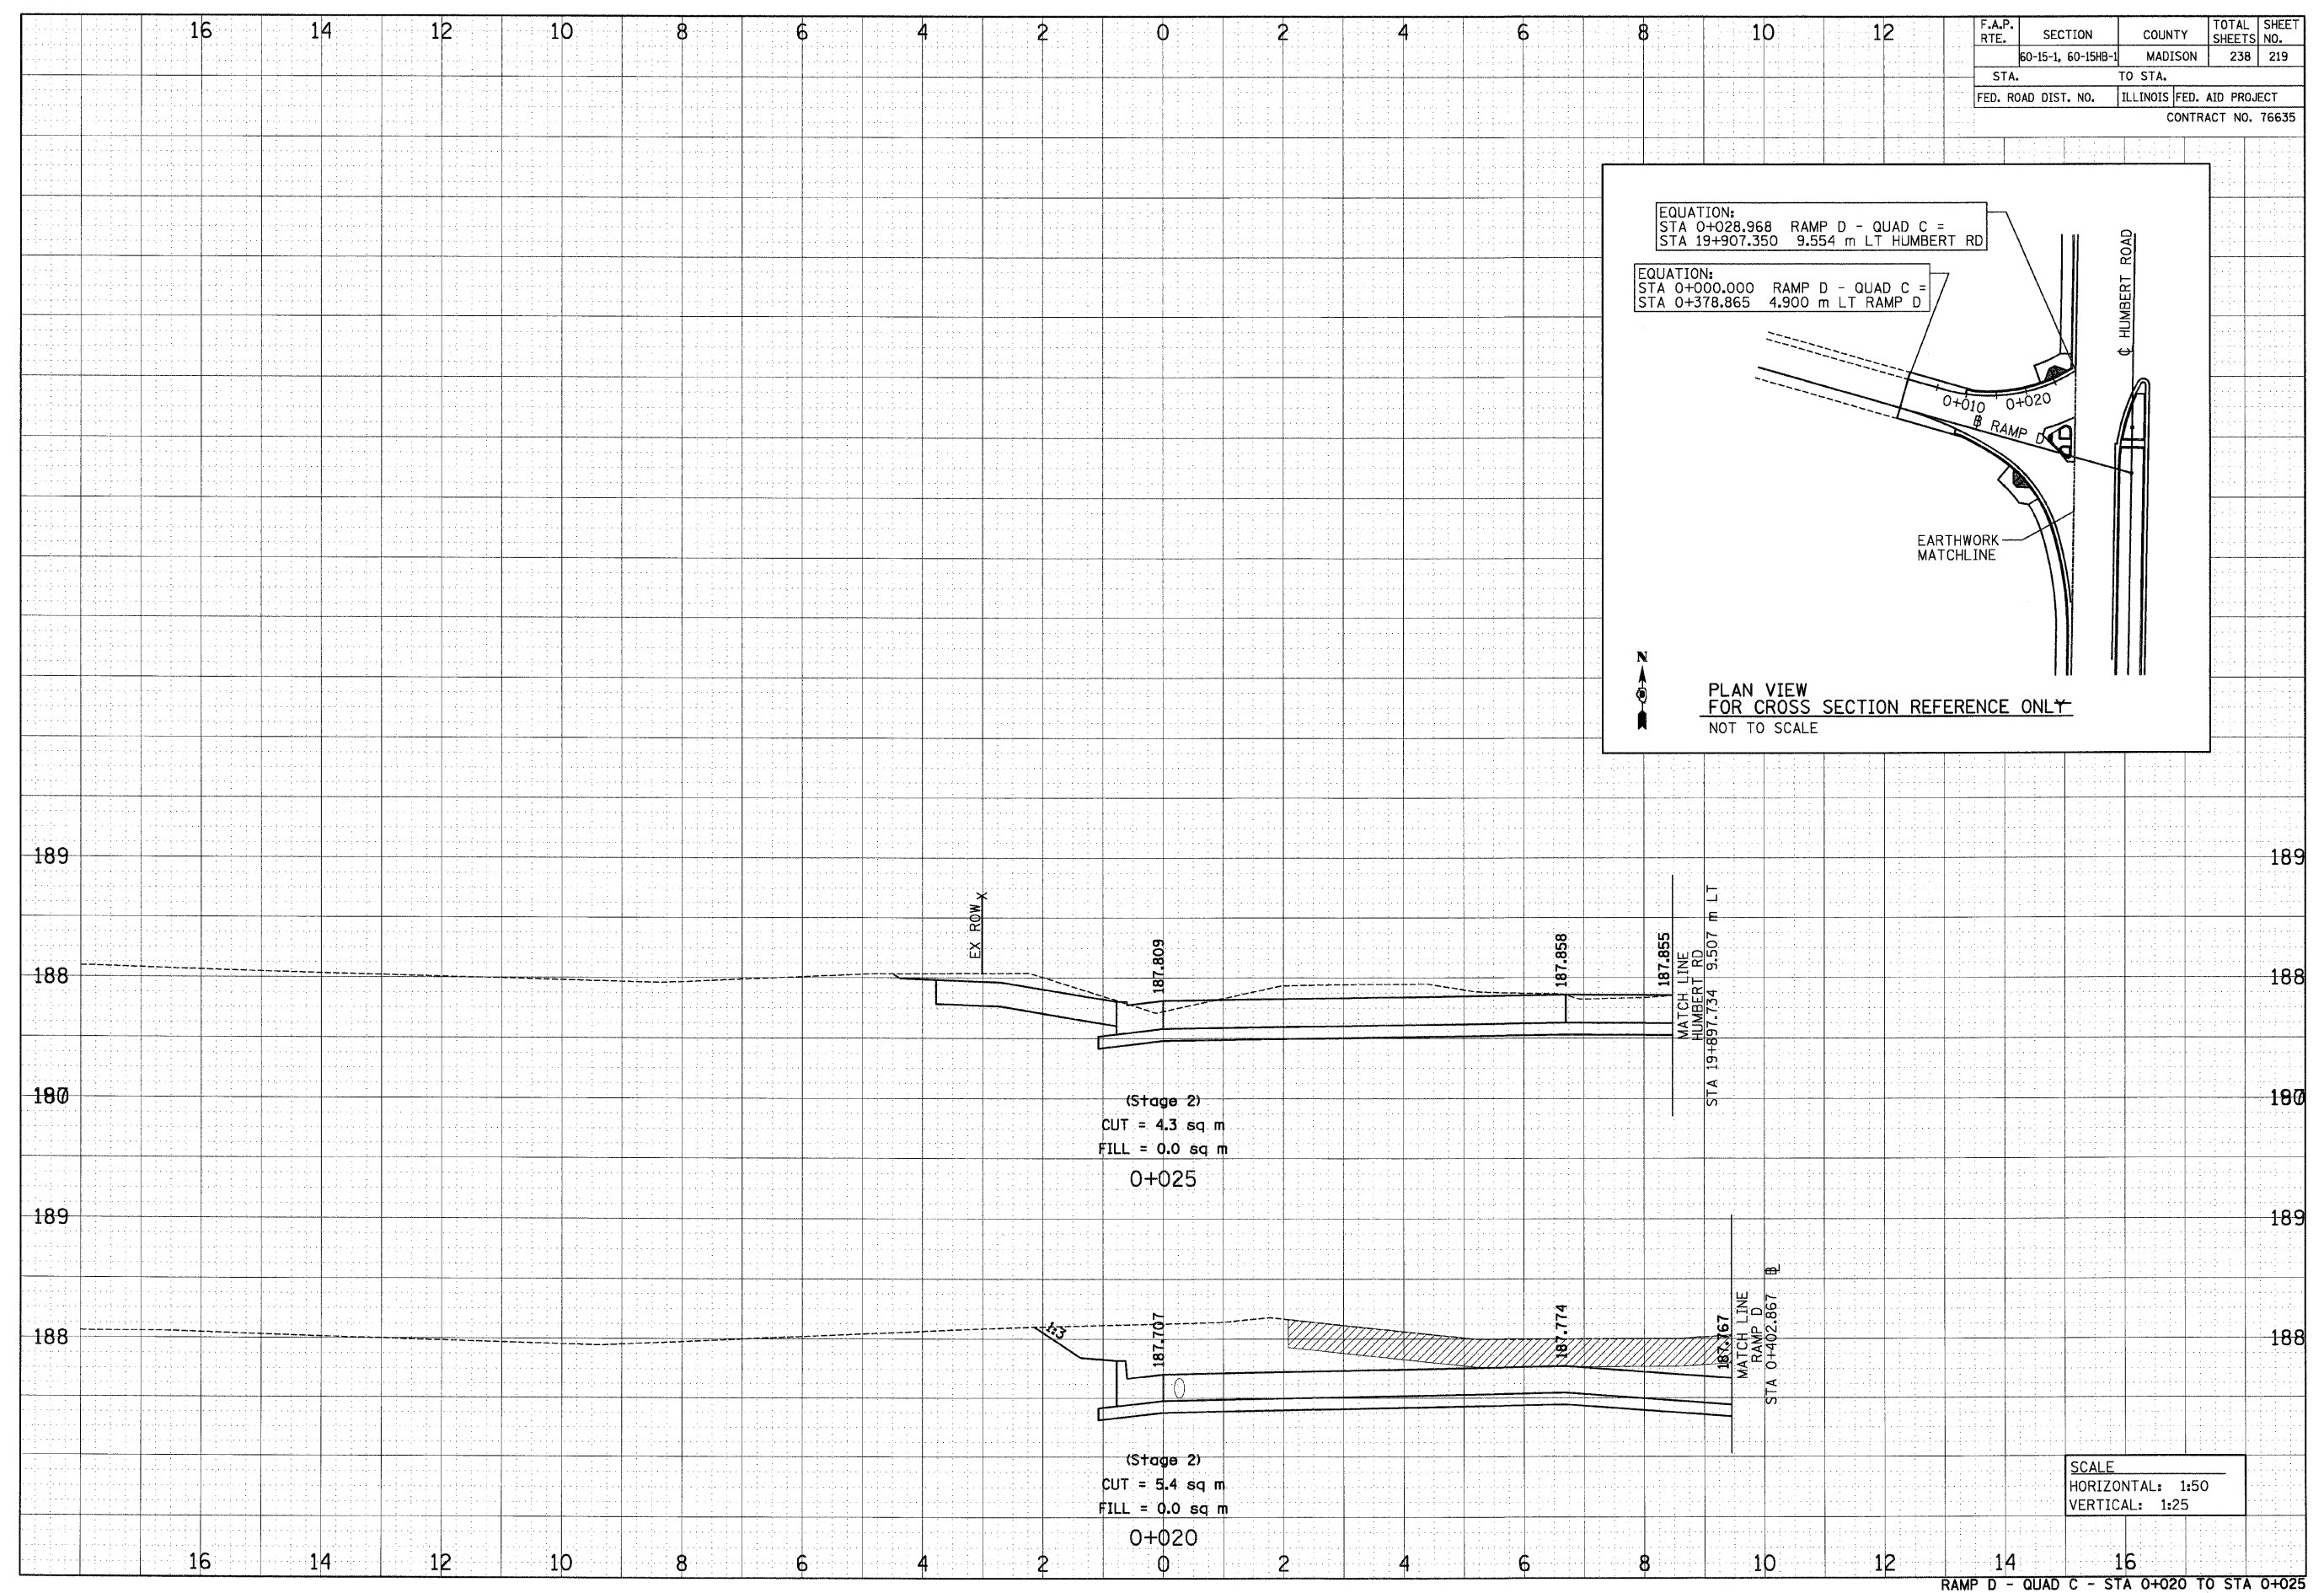 16 14 12 10 8 6 4 2 0 2 4 6 8 10 12
F.A.P. RTE. SECTION COUNTY TOTAL SHEETS SHEET NO.
60-15-1, 60-15HB-1 MADISON 238 219
STA. TO STA.
FED. ROAD DIST. NO. ILLINOIS FED. AID PROJECT
CONTRACT NO. 76635
EQUATION:
STA 0+028.968 RAMP D - QUAD C =
STA 19+907.350 9.554 m LT HUMBERT RD
EQUATION:
STA 0+000.000 RAMP D - QUAD C =
STA 0+378.865 4.900 m LT RAMP D
℄ HUMBERT ROAD
0+010 0+020
RAMP D
EARTHWORK
MATCHLINE
N
PLAN VIEW
FOR CROSS SECTION REFERENCE ONLY
NOT TO SCALE
189 189
EX ROW X
187.809
187.858
187.855
MATCH LINE
HUMBERT RD
STA 19+897.734 9.507 m LT
188 188
(Stage 2)
CUT = 4.3 sq m
FILL = 0.0 sq m
0+025
189 189
1:3
187.707
187.774
187.767
MATCH LINE
RAMP D
STA 0+402.867
188 188
(Stage 2)
CUT = 5.4 sq m
FILL = 0.0 sq m
0+020
SCALE
HORIZONTAL: 1:50
VERTICAL: 1:25
16 14 12 10 8 6 4 2 0 2 4 6 8 10 12 14 16
RAMP D - QUAD C - STA 0+020 TO STA 0+025